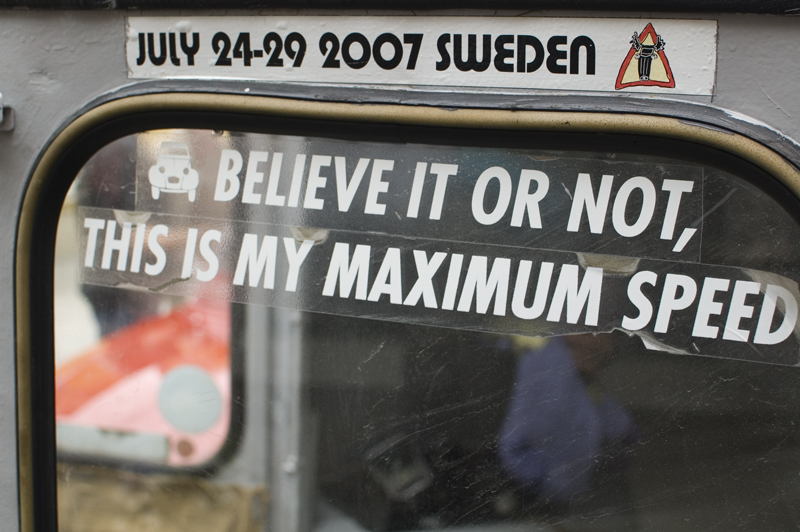 JULY 24-29 2007 SWEDEN
BELIEVE IT OR NOT,
THIS IS MY MAXIMUM SPEED